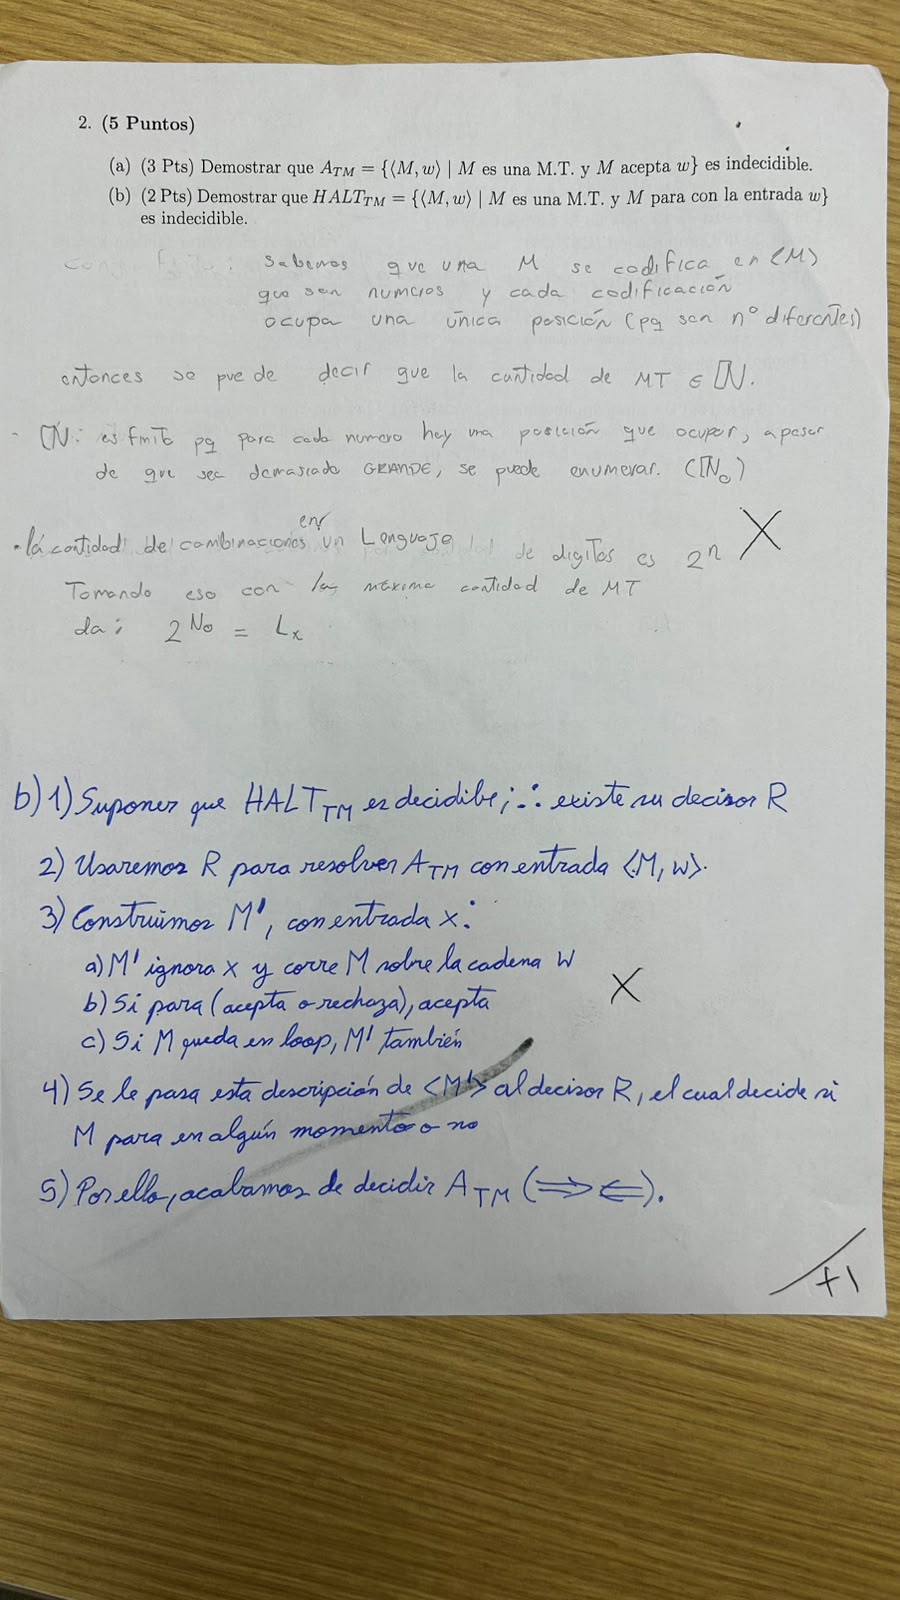 2. (5 Puntos)
(a) (3 Pts) Demostrar que A_TM = {⟨M, w⟩ | M es una M.T. y M acepta w} es indecidible.
(b) (2 Pts) Demostrar que HALT_TM = {⟨M, w⟩ | M es una M.T. y M para con la entrada w}
es indecidible.
Sabemos que una M se codifica en ⟨M⟩
que son numeros y cada codificación
ocupa una única posición (pq son n° diferentes)
entonces se puede decir que la cantidad de MT ∈ ℕ.
- ℕ: es finito pq para cada numero hay una posición que ocupar, a pesar
de que sea demasiado GRANDE, se puede enumerar. (ℕ₀)
• la cantidad de combinaciones en un Lenguaje de digitos es 2ⁿ X
Tomando eso con la máxima cantidad de MT
da: 2^N₀ = Lₓ
b) 1) Suponer que HALT_TM es decidible; ∴ existe su decisor R
2) Usaremos R para resolver A_TM con entrada ⟨M, w⟩.
3) Construimos M', con entrada x:
a) M' ignora x y corre M sobre la cadena w
b) Si para (acepta o rechaza), acepta X
c) Si M queda en loop, M' también
4) Se le pasa esta descripción de ⟨M'⟩ al decisor R, el cual decide si
M para en algún momento o no
5) Por ello, acabamos de decidir A_TM (⇒⇐).
+1